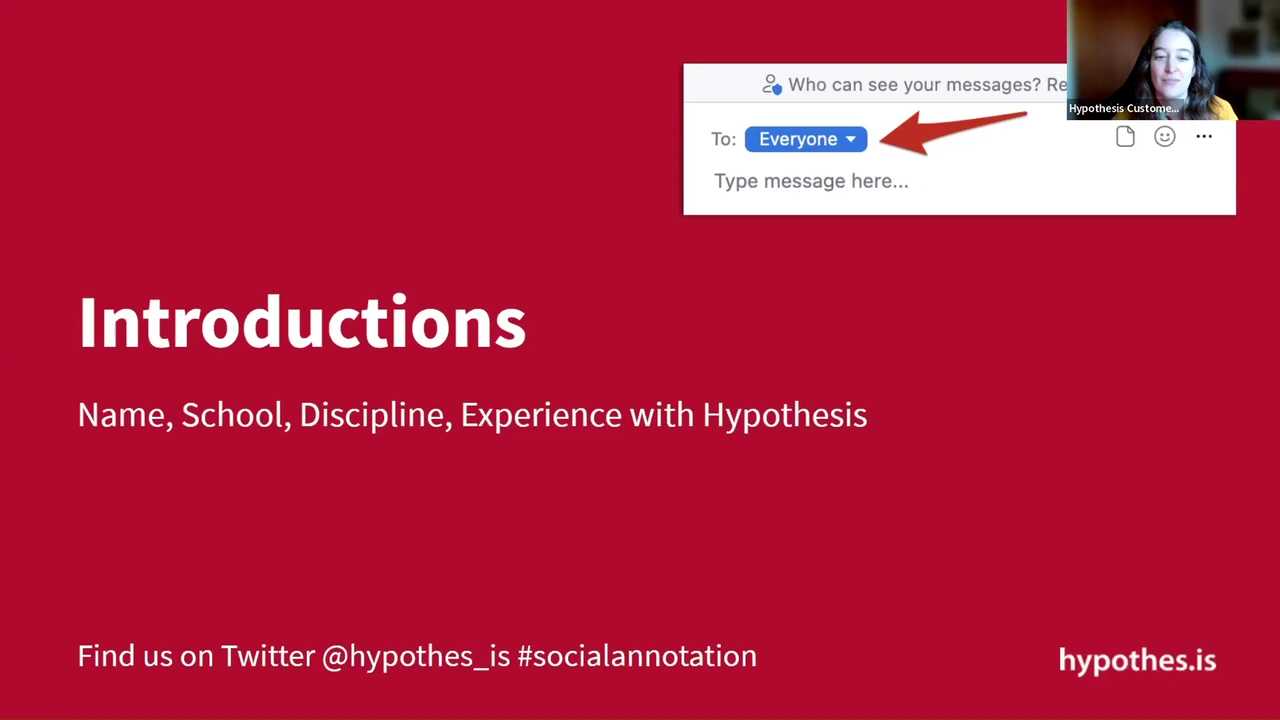 Who can see your messages? Re
Hypothesis Custome...
To: Everyone
Type message here...
Introductions
Name, School, Discipline, Experience with Hypothesis
Find us on Twitter @hypothes_is #socialannotation
hypothes.is